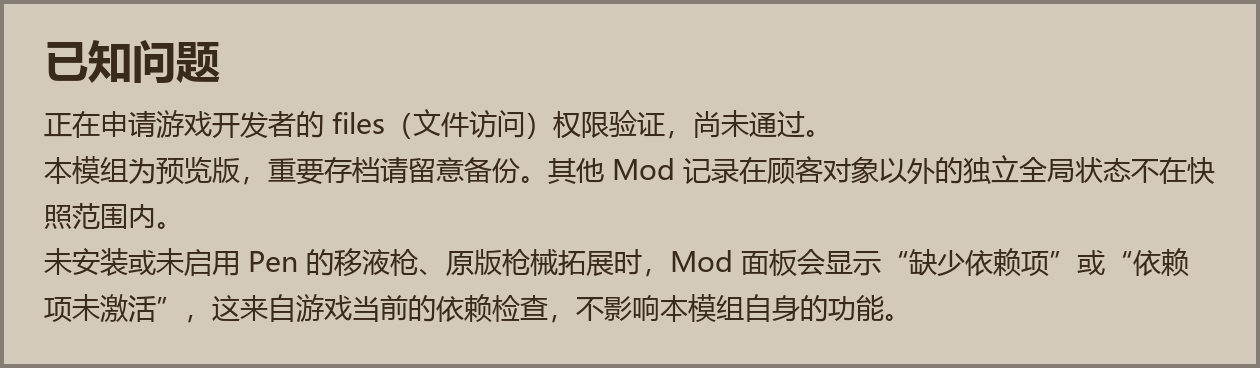 已知问题
正在申请游戏开发者的 files（文件访问）权限验证，尚未通过。
本模组为预览版，重要存档请留意备份。其他 Mod 记录在顾客对象以外的独立全局状态不在快
照范围内。
未安装或未启用 Pen 的移液枪、原版枪械拓展时，Mod 面板会显示“缺少依赖项”或“依赖
项未激活”，这来自游戏当前的依赖检查，不影响本模组自身的功能。